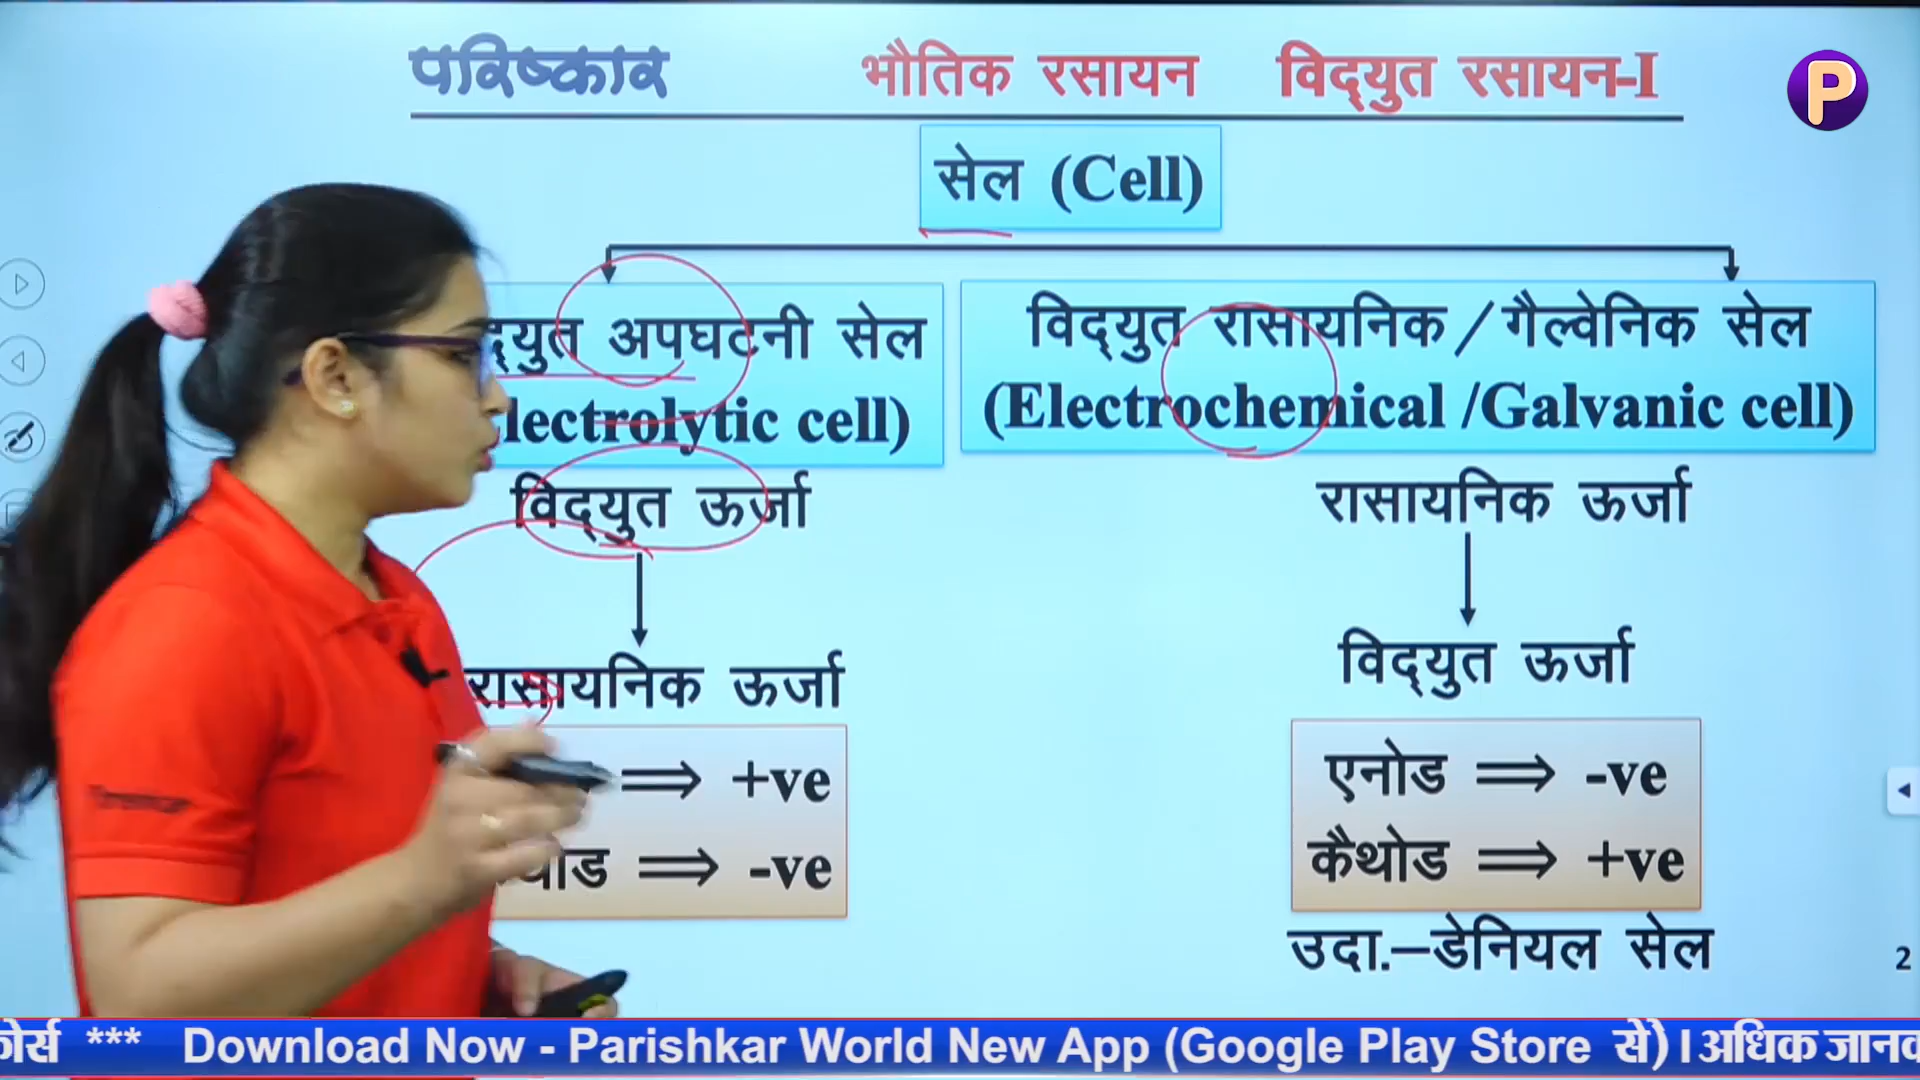 परिष्कार भौतिक रसायन विद्युत रसायन-I
P
सेल (Cell)
अपघटनी सेल
cell)
विद्युत रासायनिक/गैल्वेनिक सेल
(Electrochemical /Galvanic cell)
विद्युत ऊर्जा
रासायनिक ऊर्जा
रासायनिक ऊर्जा
विद्युत ऊर्जा
⟹ +ve
⟹ -ve
एनोड ⟹ -ve
कैथोड ⟹ +ve
उदा.–डेनियल सेल
2
*** Download Now - Parishkar World New App (Google Play Store से)। अधिक